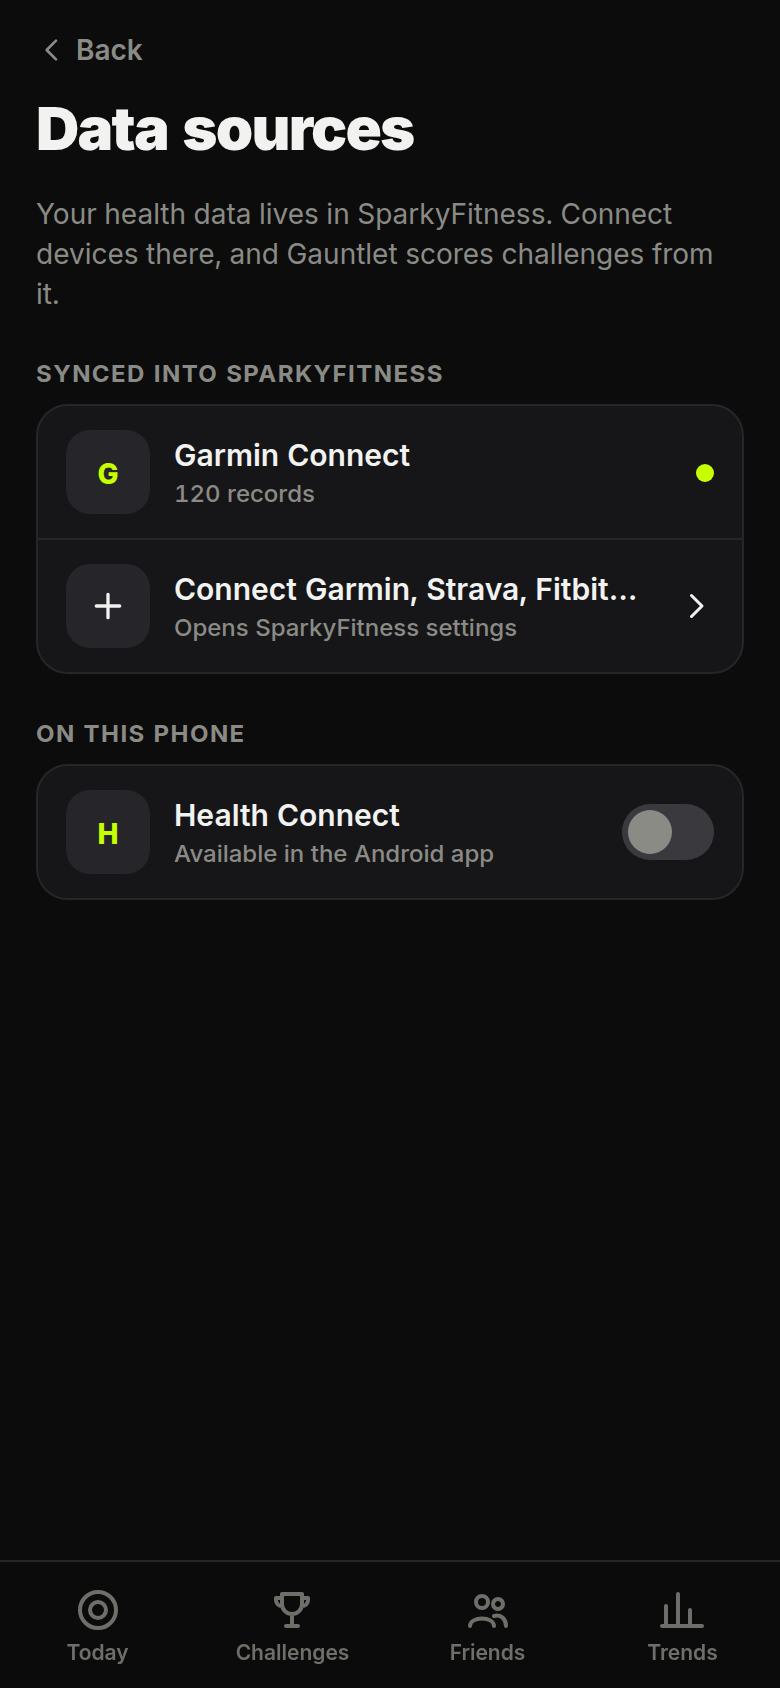 Back
Data sources
Your health data lives in SparkyFitness. Connect
devices there, and Gauntlet scores challenges from
it.
SYNCED INTO SPARKYFITNESS
G
Garmin Connect
120 records
Connect Garmin, Strava, Fitbit...
Opens SparkyFitness settings
ON THIS PHONE
H
Health Connect
Available in the Android app
Today
Challenges
Friends
Trends